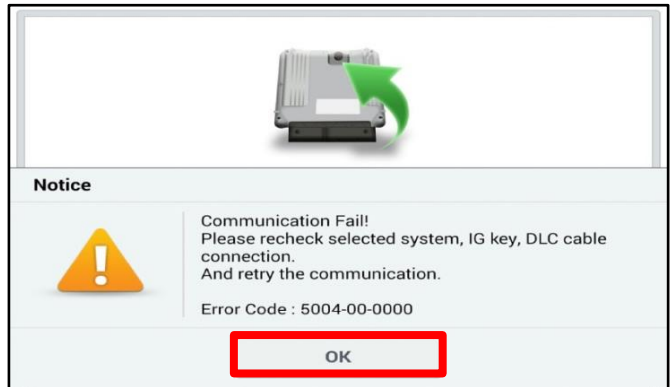 Notice
Communication Fail!
Please recheck selected system, IG key, DLC cable
connection.
And retry the communication.
Error Code : 5004-00-0000
OK